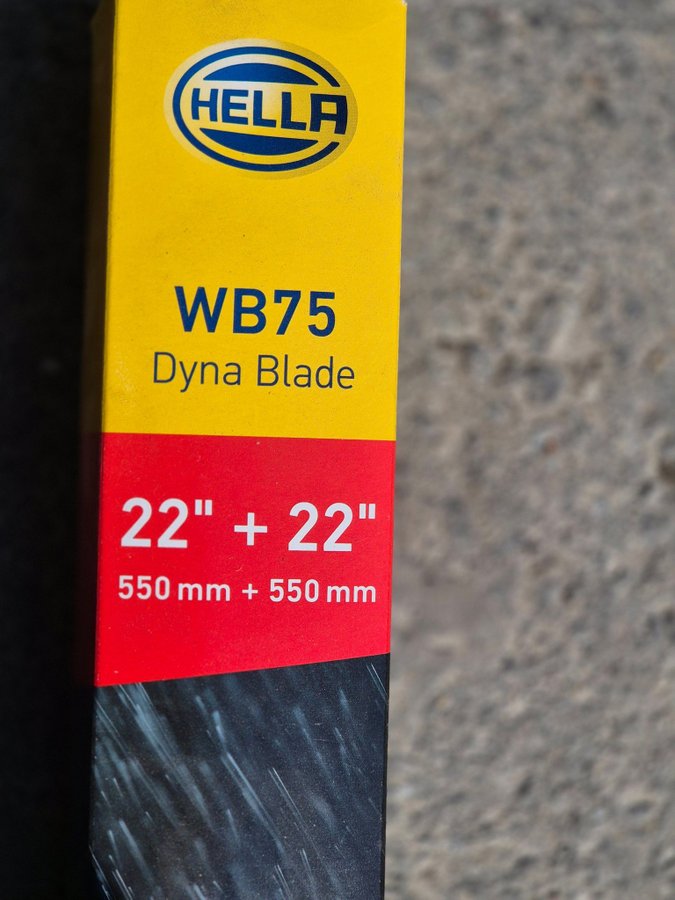 HELLA
WB75
Dyna Blade
22" + 22"
550 mm + 550 mm